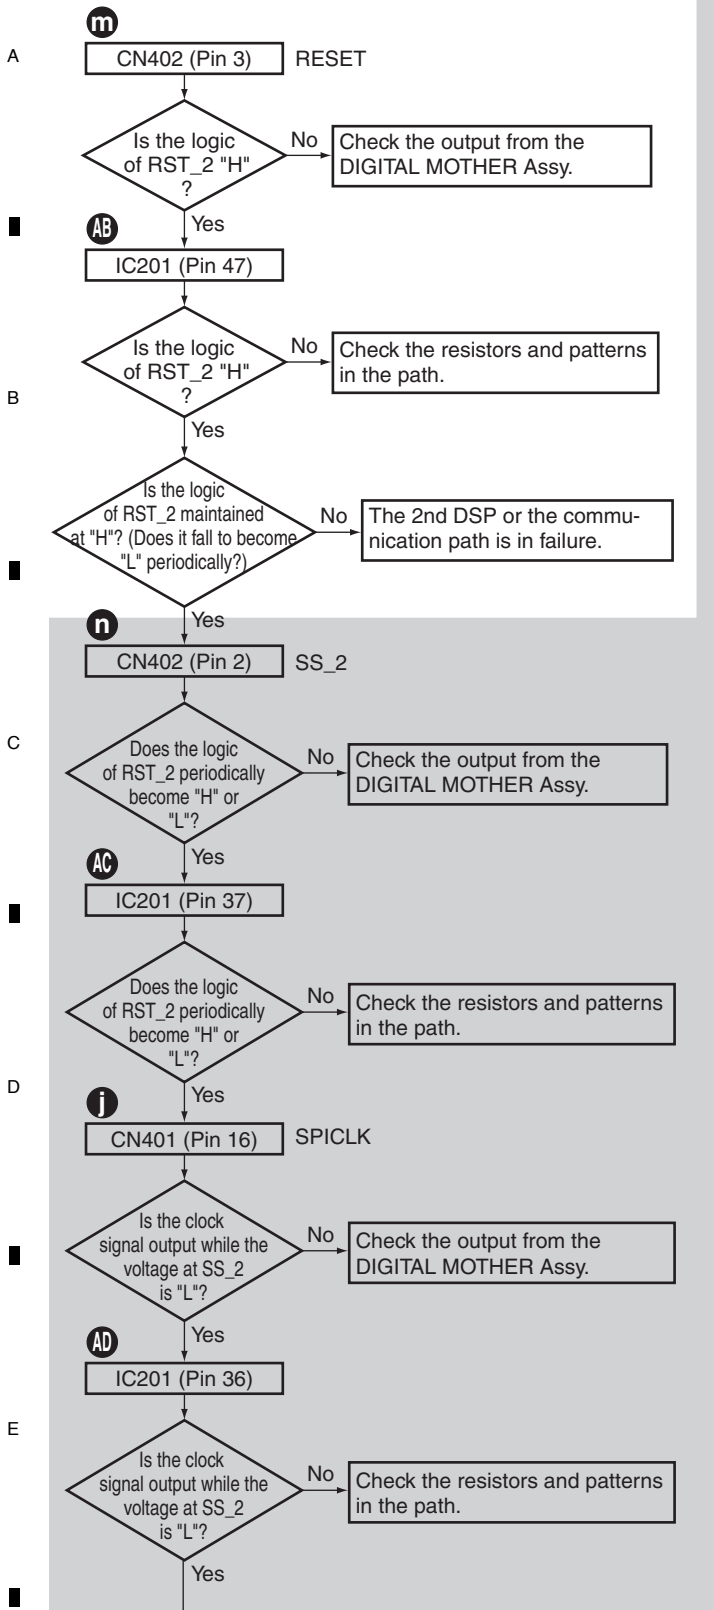 m
A
CN402 (Pin 3) RESET
Is the logic
of RST_2 "H"
?
No
Check the output from the
DIGITAL MOTHER Assy.
Yes
AB
IC201 (Pin 47)
Is the logic
of RST_2 "H"
?
No
Check the resistors and patterns
in the path.
B
Yes
Is the logic
of RST_2 maintained
at "H"? (Does it fall to become
"L" periodically?)
No
The 2nd DSP or the commu-
nication path is in failure.
Yes
n
CN402 (Pin 2) SS_2
C
Does the logic
of RST_2 periodically
become "H" or
"L"?
No
Check the output from the
DIGITAL MOTHER Assy.
Yes
AC
IC201 (Pin 37)
Does the logic
of RST_2 periodically
become "H" or
"L"?
No
Check the resistors and patterns
in the path.
D
Yes
j
CN401 (Pin 16) SPICLK
Is the clock
signal output while the
voltage at SS_2
is "L"?
No
Check the output from the
DIGITAL MOTHER Assy.
Yes
AD
IC201 (Pin 36)
E
Is the clock
signal output while the
voltage at SS_2
is "L"?
No
Check the resistors and patterns
in the path.
Yes